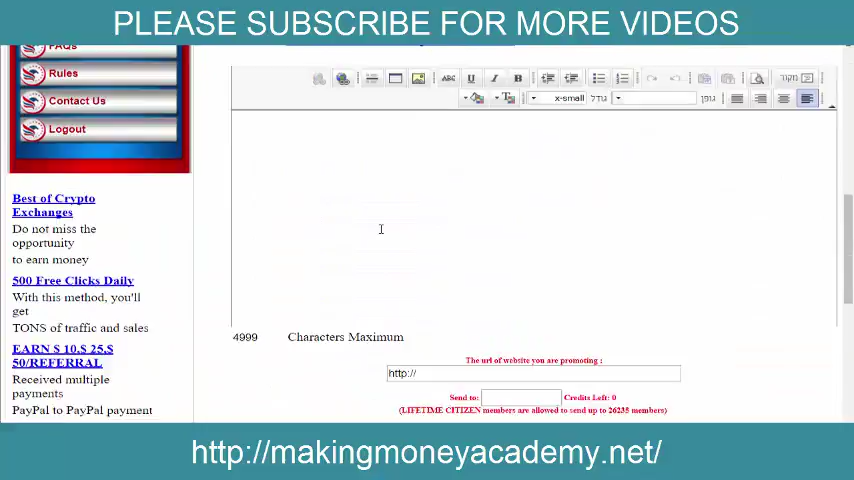 PLEASE SUBSCRIBE FOR MORE VIDEOS
FAQs
Rules
Contact Us
Logout
Best of Crypto
Exchanges
Do not miss the
opportunity
to earn money
500 Free Clicks Daily
With this method, you'll
get
TONS of traffic and sales
EARN $ 10,$ 25,$
50/REFERRAL
Received multiple
payments
PayPal to PayPal payment
ABC U I B מקור
x-small גודל גופן
4999 Characters Maximum
The url of website you are promoting :
http://
Send to: Credits Left: 0
(LIFETIME CITIZEN members are allowed to send up to 26235 members)
http://makingmoneyacademy.net/